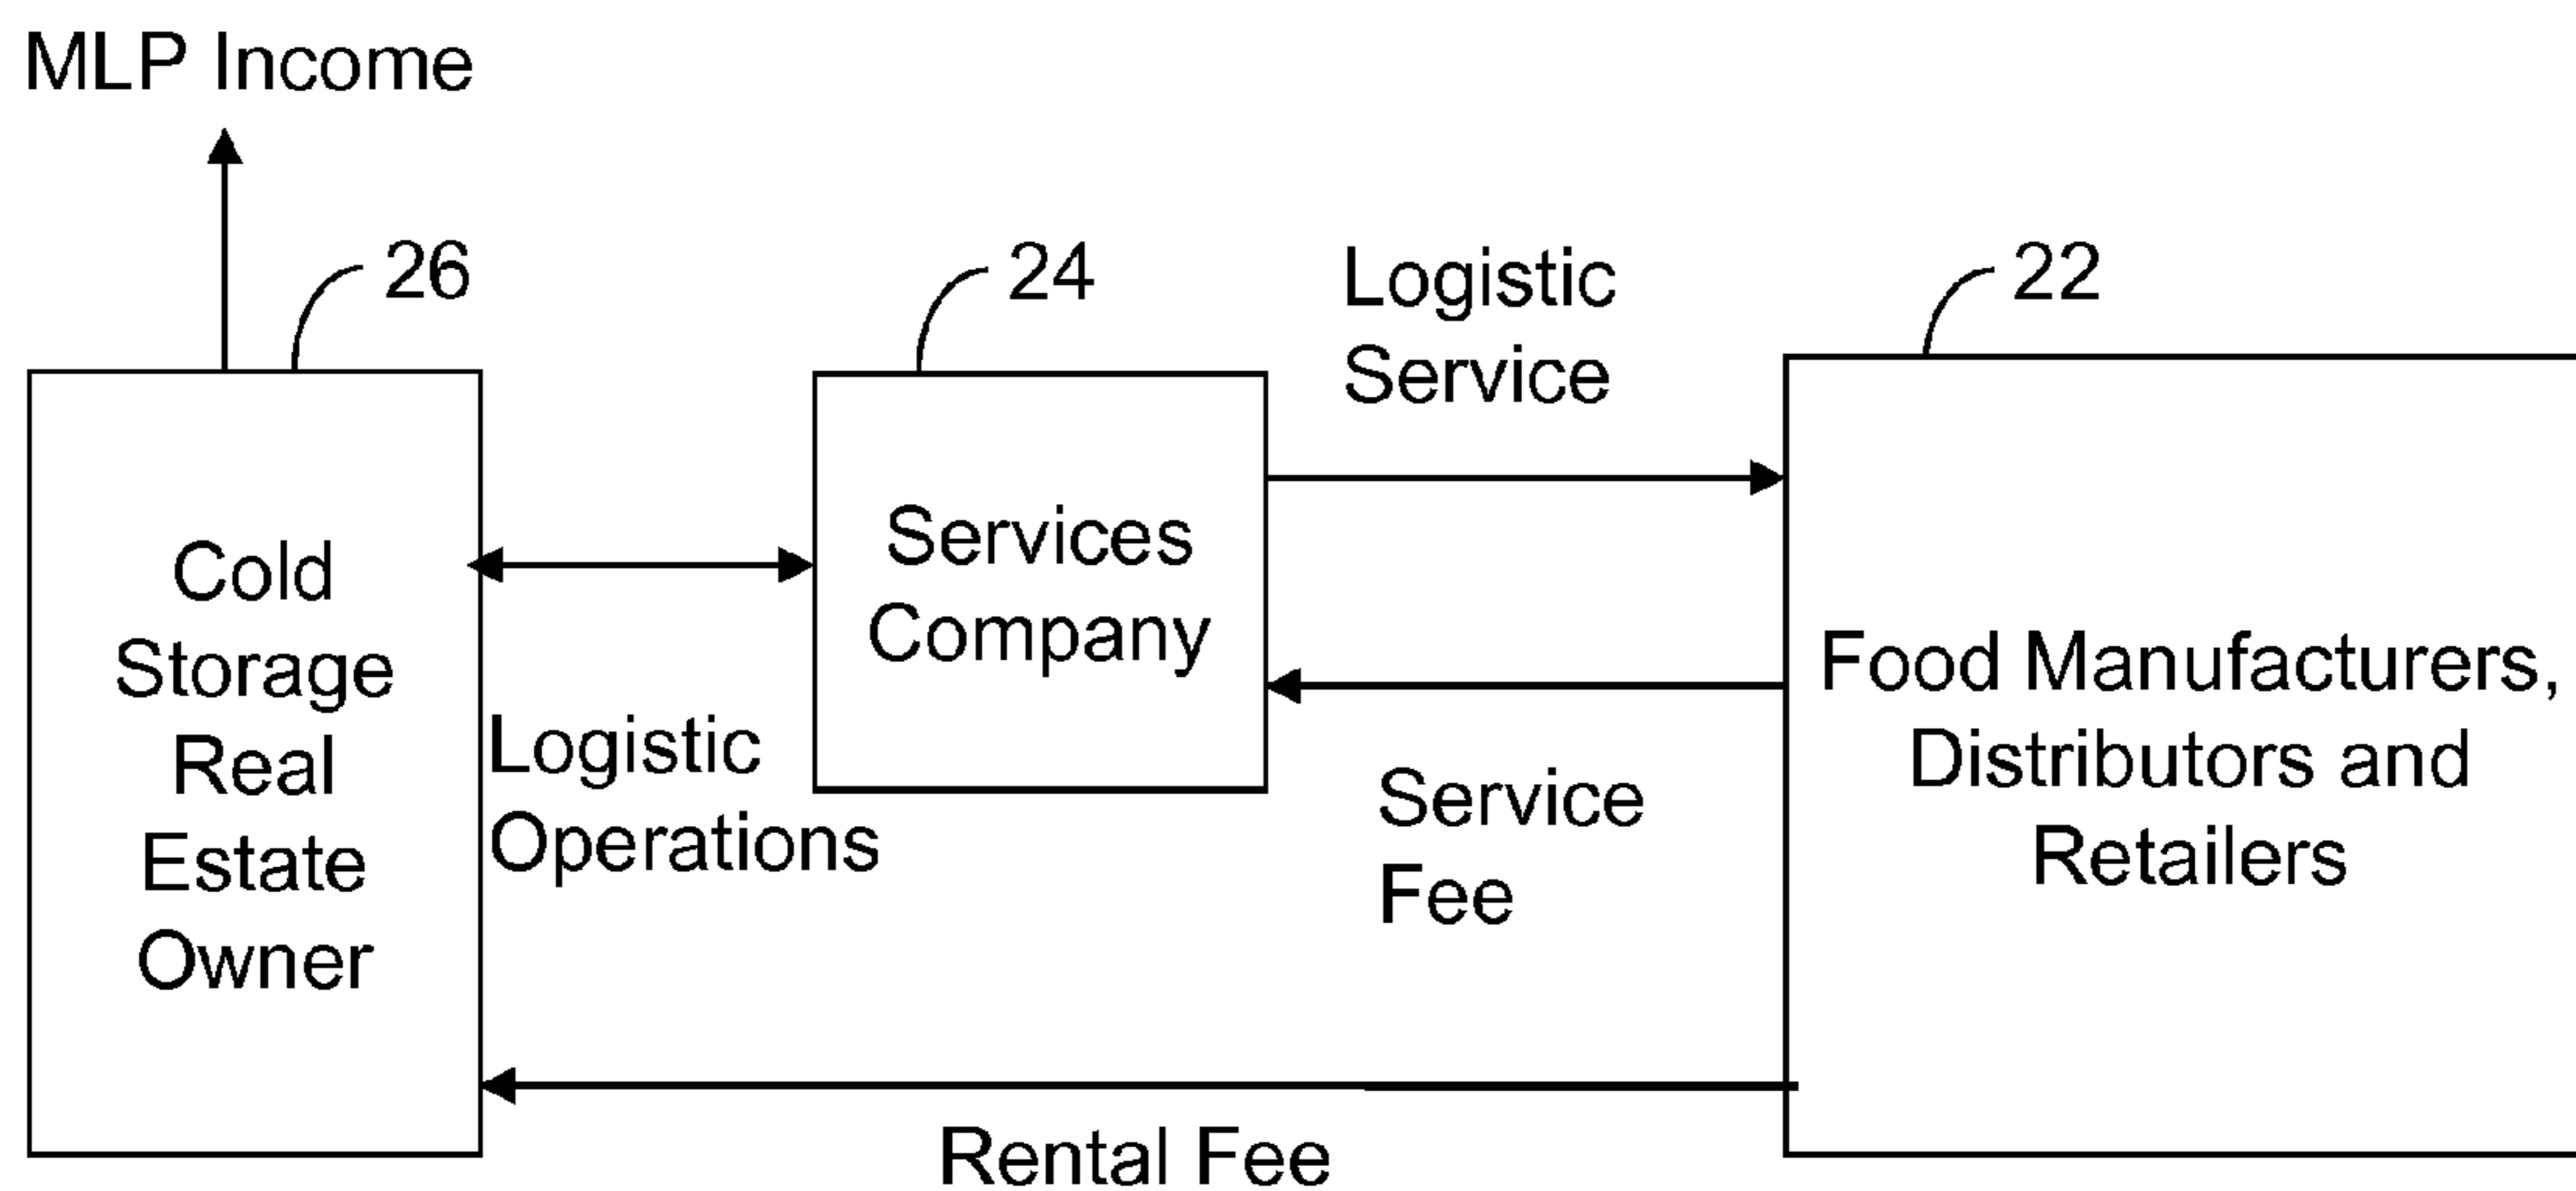 MLP Income
26
24
22
Logistic
Service
Cold
Storage
Real
Estate
Owner
Logistic
Operations
Services
Company
Service
Fee
Food Manufacturers,
Distributors and
Retailers
Rental Fee